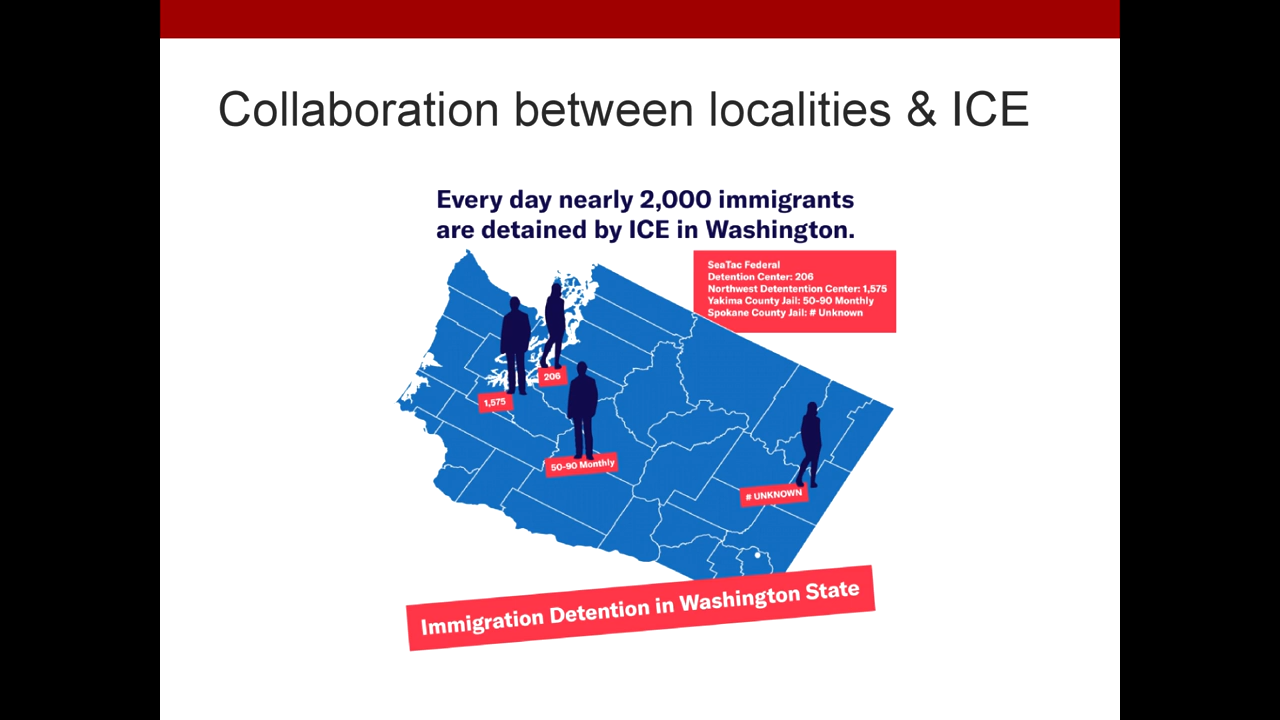 Collaboration between localities & ICE
Every day nearly 2,000 immigrants
are detained by ICE in Washington.
SeaTac Federal
Detention Center: 206
Northwest Detentention Center: 1,575
Yakima County Jail: 50-90 Monthly
Spokane County Jail: # Unknown
206
1,575
50-90 Monthly
# UNKNOWN
Immigration Detention in Washington State